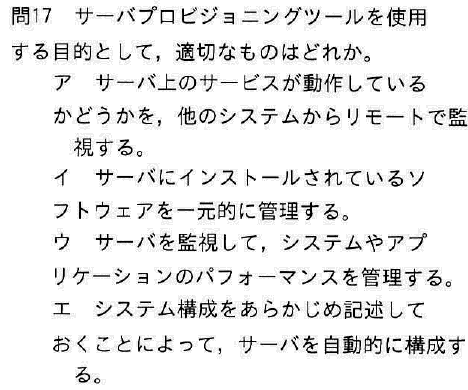 問17　サーバプロビジョニングツールを使用
する目的として，適切なものはどれか。
ア　サーバ上のサービスが動作している
かどうかを，他のシステムからリモートで監
視する。
イ　サーバにインストールされているソ
フトウェアを一元的に管理する。
ウ　サーバを監視して，システムやアプ
リケーションのパフォーマンスを管理する。
エ　システム構成をあらかじめ記述して
おくことによって，サーバを自動的に構成す
る。